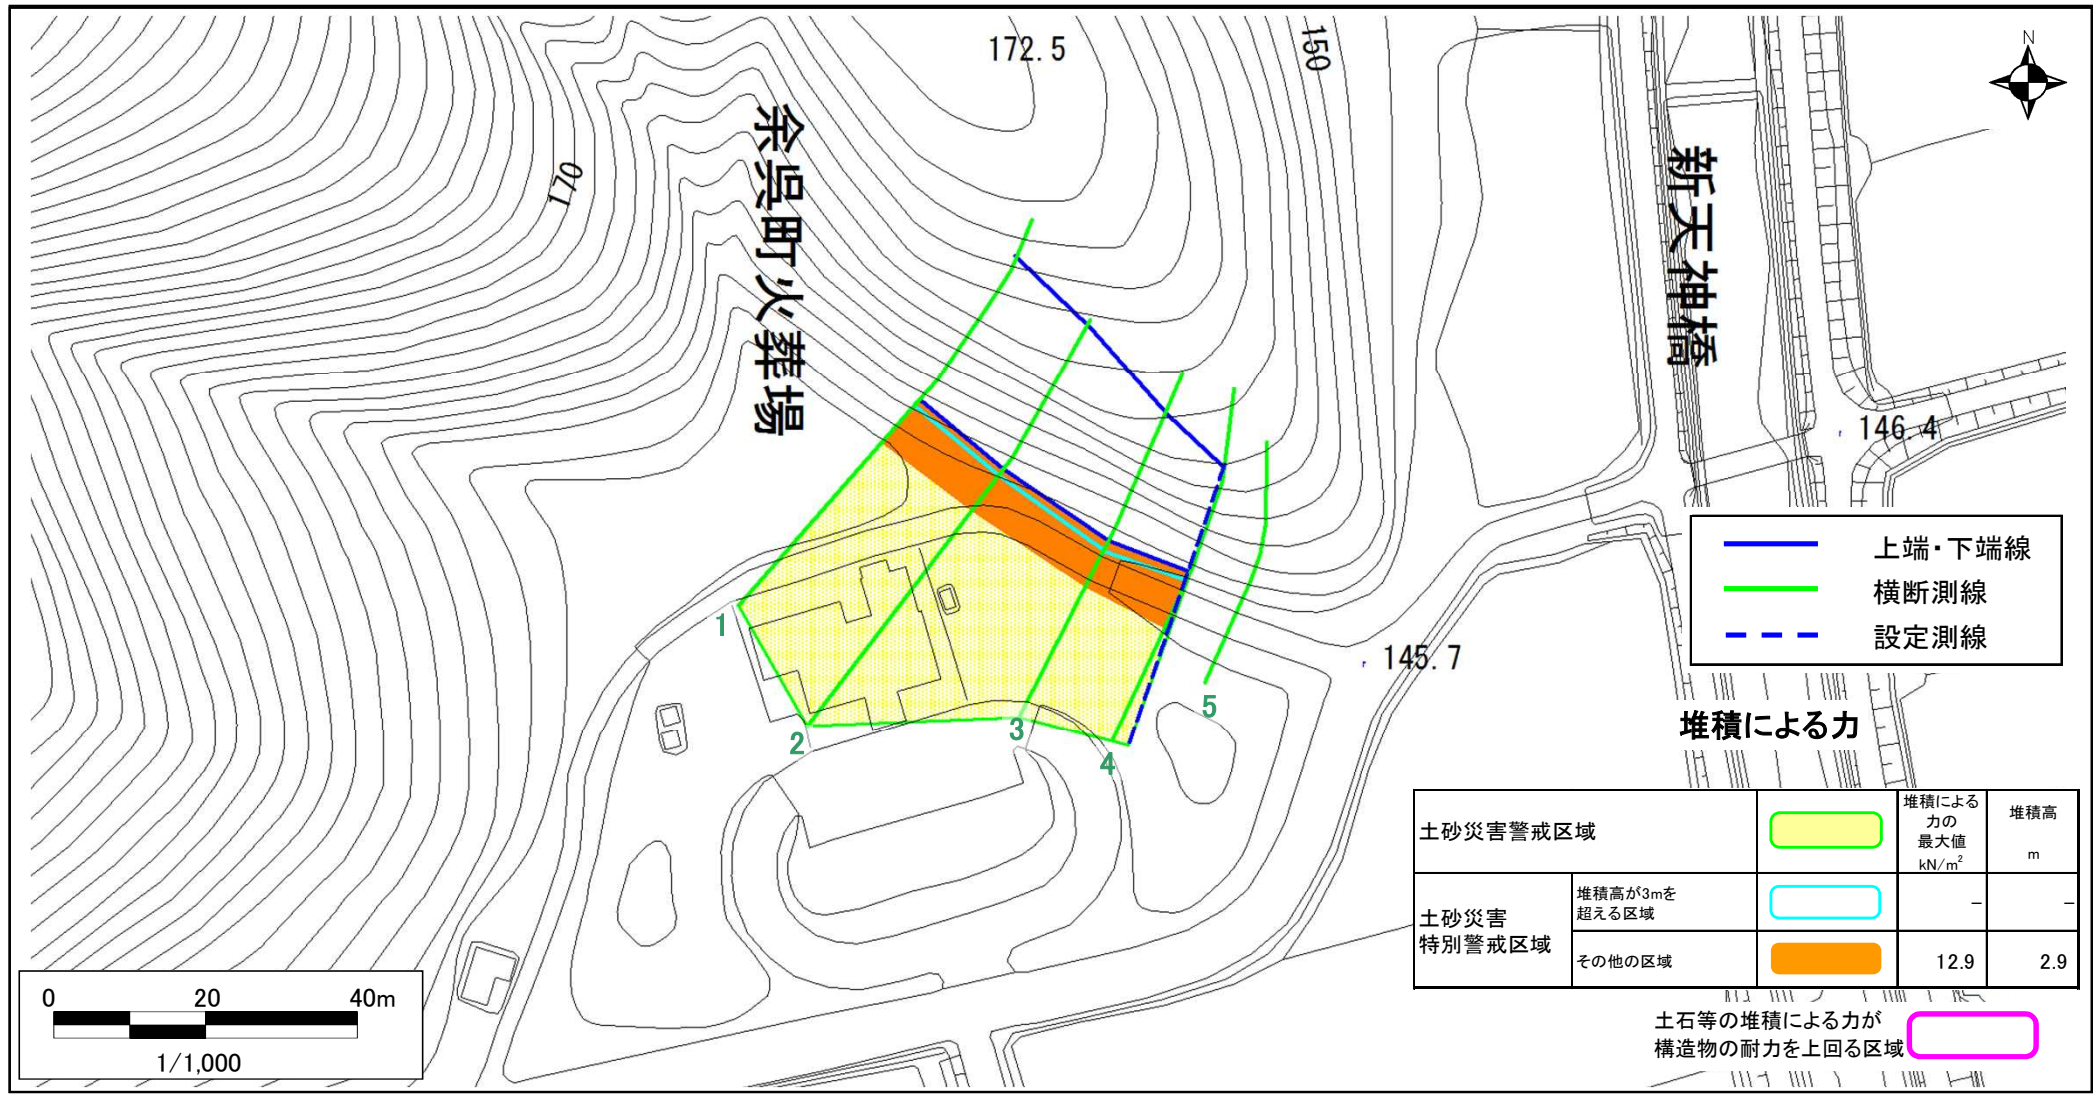 172.5
150
N
余呉町火葬場
170
新天神橋
146.4
上端・下端線
横断測線
設定測線
145.7
1
2
3
4
5
堆積による力
堆積による
力の
最大値
kN/m²
堆積高
m
土砂災害警戒区域
土砂災害
特別警戒区域
堆積高が3mを
超える区域
－
－
その他の区域
12.9
2.9
0 20 40m
1/1,000
土石等の堆積による力が
構造物の耐力を上回る区域